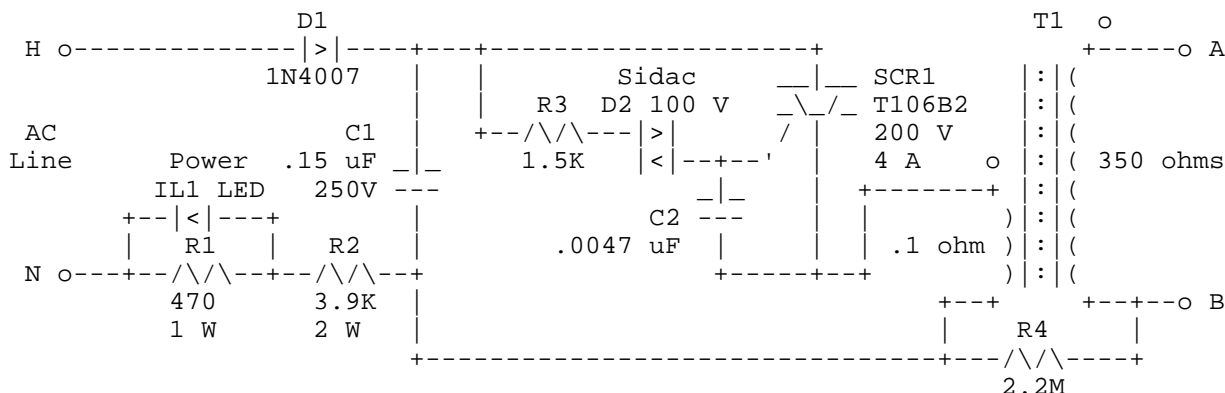 D1 T1 o
H o--------------|>|----+---+---------------------+ +-----o A
1N4007 | | Sidac __|__ SCR1 |:|(
| | R3 D2 100 V _\_/_ T106B2 |:|(
AC C1 | +--/\/\---|>| / | 200 V |:|(
Line Power .15 uF _|_ 1.5K |<|--+--' | 4 A o |:|( 350 ohms
IL1 LED 250V --- _|_ | +-------+ |:|(
+--|<|---+ | C2 --- | | )|:|(
| R1 | R2 | .0047 uF | | | .1 ohm )|:|(
N o---+--/\/\--+--/\/\--+ +-----+--+ )|:|(
470 3.9K | +--+ +--+--o B
1 W 2 W | | R4 |
+---------------------------------+---/\/\----+
2.2M